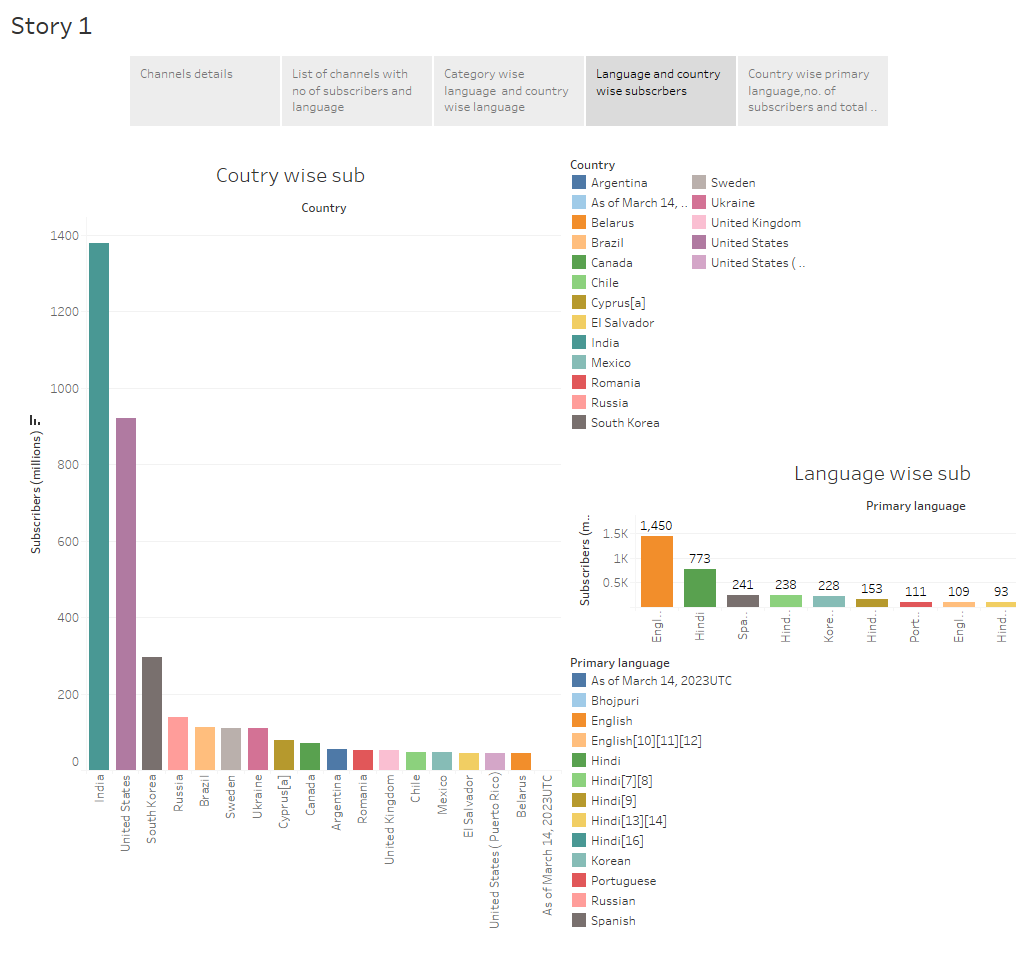 Story 1
Channels details
List of channels with
no of subscribers and
language
Category wise
language and country
wise language
Language and country
wise subscrbers
Country wise primary
language,no. of
subscribers and total ..
Coutry wise sub
Country
Subscribers (millions)
1400
1200
1000
800
600
400
200
0
India
United States
South Korea
Russia
Brazil
Sweden
Ukraine
Cyprus[a]
Canada
Argentina
Romania
United Kingdom
Chile
Mexico
El Salvador
United States ( Puerto Rico)
Belarus
As of March 14, 2023UTC
Country
Argentina
As of March 14, ..
Belarus
Brazil
Canada
Chile
Cyprus[a]
El Salvador
India
Mexico
Romania
Russia
South Korea
Sweden
Ukraine
United Kingdom
United States
United States ( ..
Language wise sub
Primary language
Subscribers (m..
1.5K
1K
0.5K
1,450
773
241
238
228
153
111
109
93
Engl..
Hindi
Spa..
Hind..
Kore..
Hind..
Port..
Engl..
Hind..
Primary language
As of March 14, 2023UTC
Bhojpuri
English
English[10][11][12]
Hindi
Hindi[7][8]
Hindi[9]
Hindi[13][14]
Hindi[16]
Korean
Portuguese
Russian
Spanish